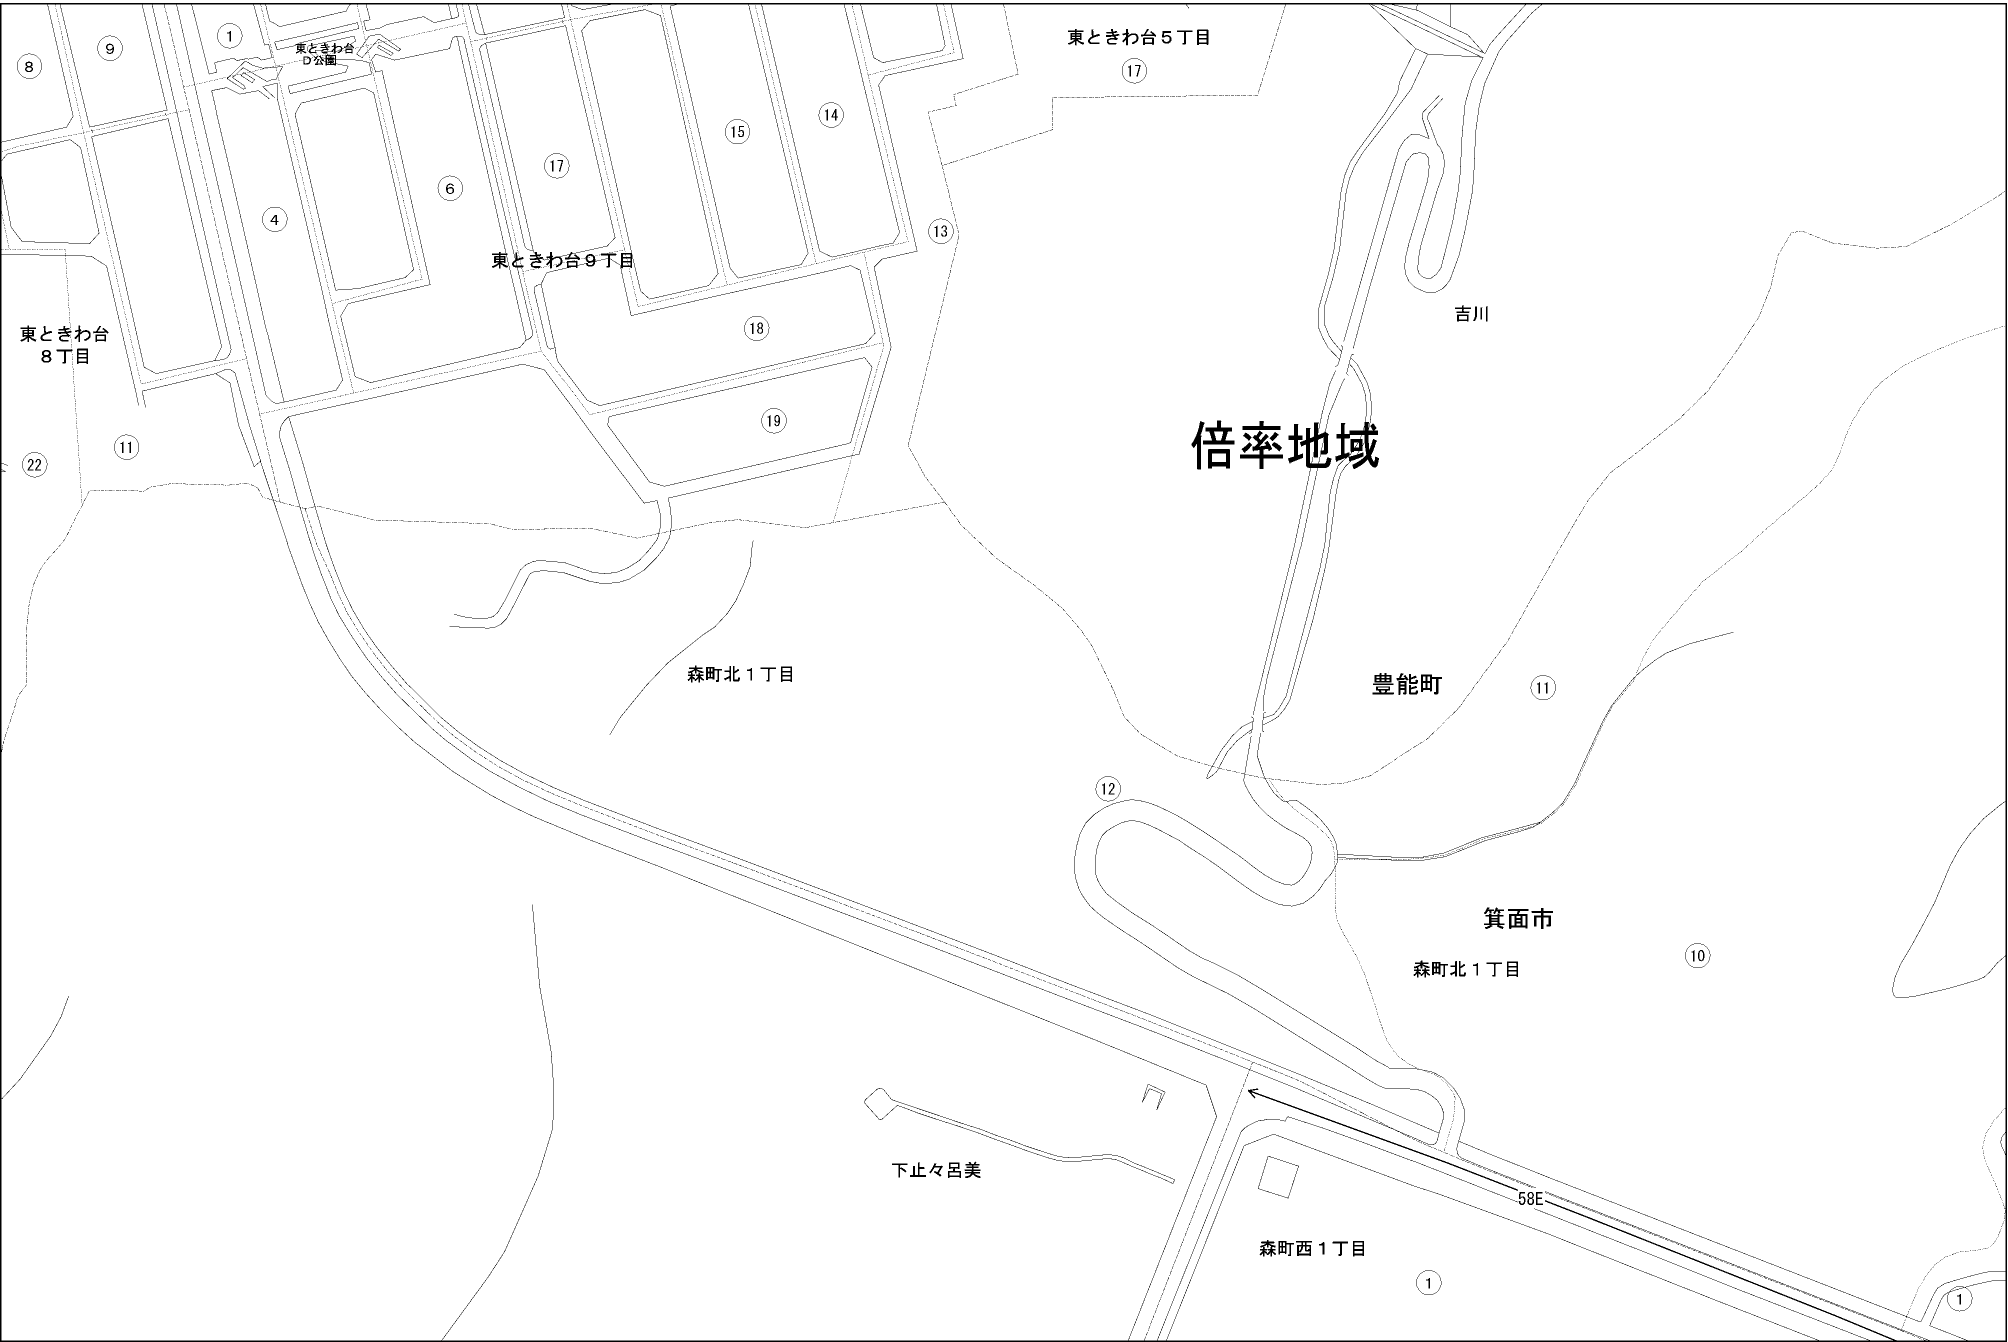 1
9
8
東ときわ台
D公園
東ときわ台５丁目
17
14
15
17
6
4
13
東ときわ台９丁目
吉川
18
東ときわ台
８丁目
19
倍率地域
11
22
森町北１丁目
豊能町
11
12
箕面市
10
森町北１丁目
下止々呂美
58E
森町西１丁目
1
1